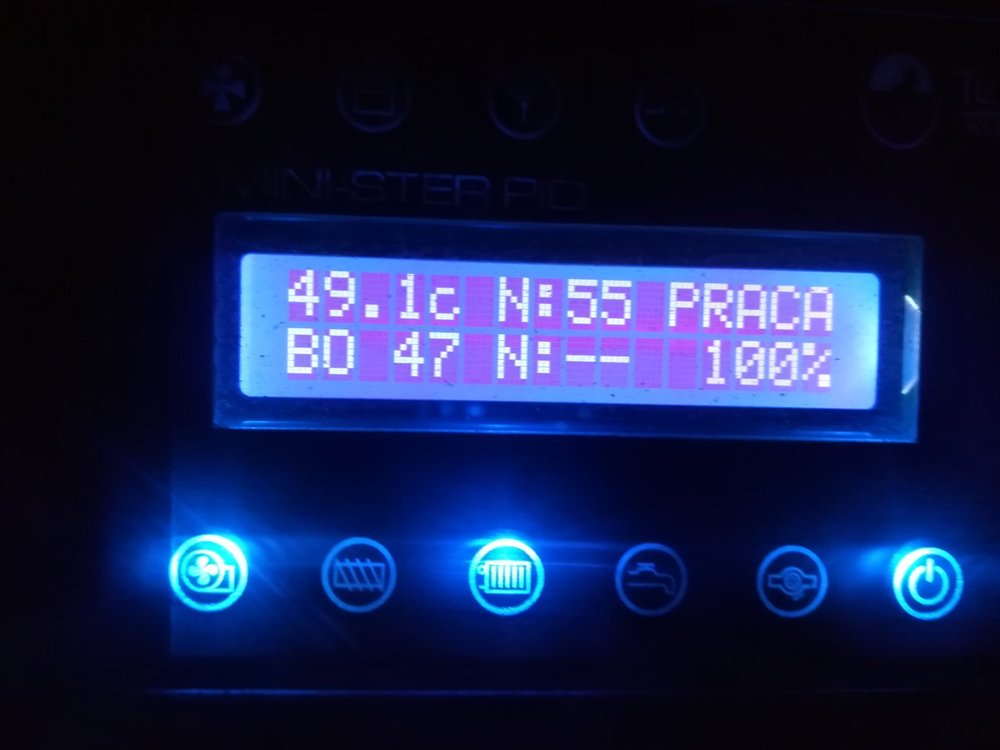 MINI-STER PID
49.1c N:55 PRACA
BO 47 N:-- 100%